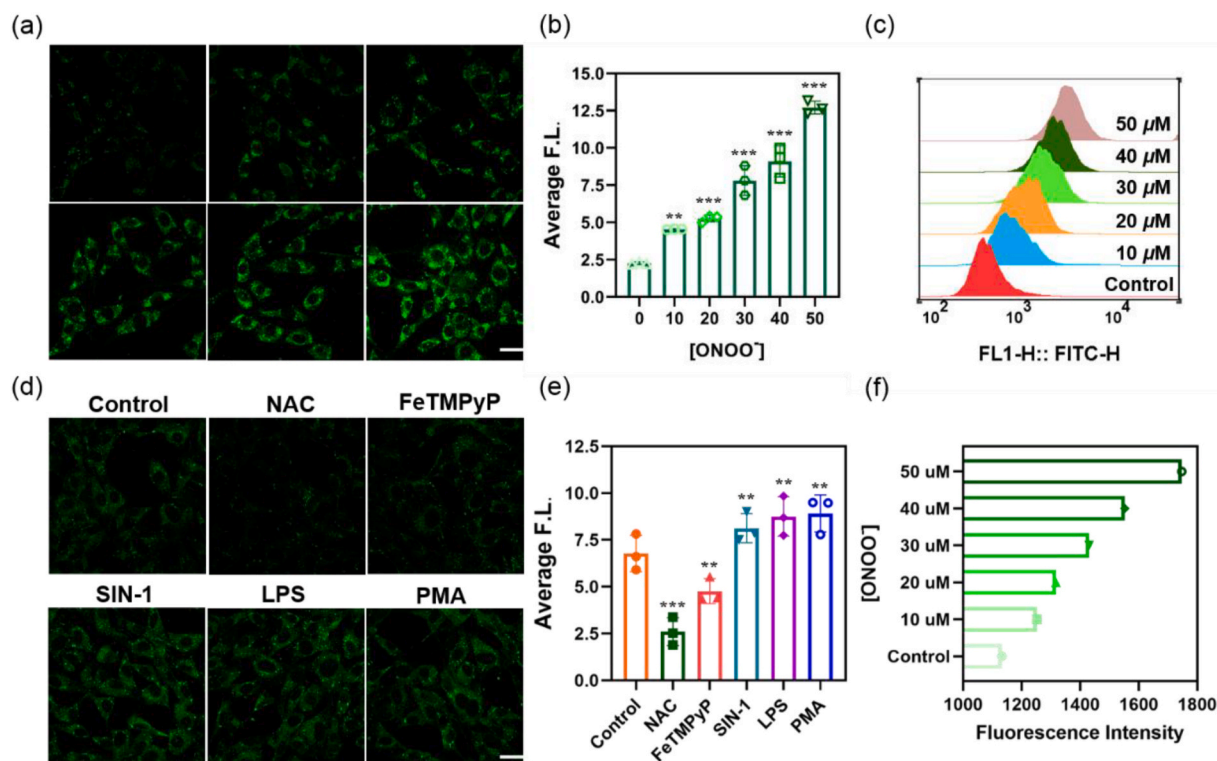 (a)
(b)
Average F.L.
15.0
12.5
10.0
7.5
5.0
2.5
0.0
**
***
***
***
***
0
10
20
30
40
50
[ONOO-]
(c)
50 μM
40 μM
30 μM
20 μM
10 μM
Control
10²
10³
10⁴
FL1-H:: FITC-H
(d)
Control
NAC
FeTMPyP
SIN-1
LPS
PMA
(e)
Average F.L.
12.5
10.0
7.5
5.0
2.5
0.0
***
**
**
**
**
Control
NAC
FeTMPyP
SIN-1
LPS
PMA
(f)
[ONOO-]
50 uM
40 uM
30 uM
20 uM
10 uM
Control
1000
1200
1400
1600
1800
Fluorescence Intensity